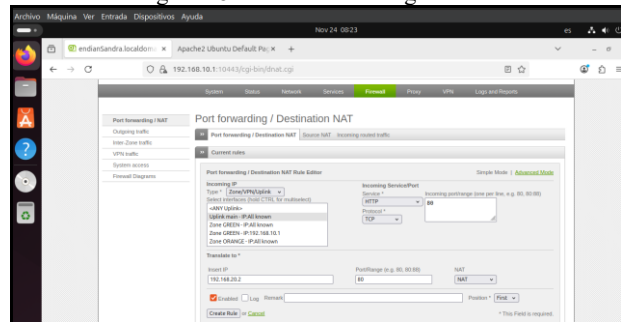 Archivo Máquina Ver Entrada Dispositivos Ayuda
Nov 24 08:23
es
endianSandra.localdom
Apache2 Ubuntu Default Pag
192.168.10.1:10443/cgi-bin/dnat.cgi
System Status Network Services Firewall Proxy VPN Logs and Reports
Port forwarding / NAT
Outgoing traffic
Inter-Zone traffic
VPN traffic
System access
Firewall Diagrams
Port forwarding / Destination NAT
Port forwarding / Destination NAT Source NAT Incoming routed traffic
Current rules
Port forwarding / Destination NAT Rule Editor Simple Mode | Advanced Mode
Incoming IP Incoming Service/Port
Type * Zone/VPN/Uplink Service * Incoming port/range (one per line, e.g. 80, 80:88)
Select interfaces (hold CTRL for multiselect) HTTP 80
<ANY Uplink> Protocol *
Uplink main - IP:All known TCP
Zone GREEN - IP:All known
Zone GREEN - IP:192.168.10.1
Zone ORANGE - IP:All known
Translate to *
Insert IP Port/Range (e.g. 80, 80:88) NAT
192.168.20.2 80 NAT
Enabled Log Remark Position * First
Create Rule or Cancel * This Field is required.